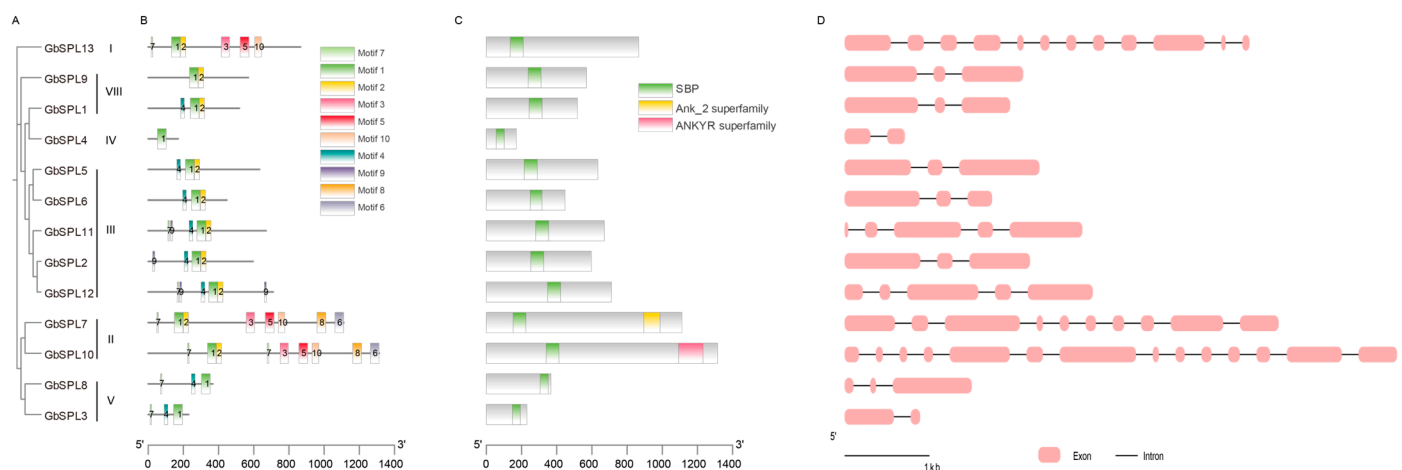 A B C D
GbSPL13 I
GbSPL9
VIII
GbSPL1
GbSPL4 IV
GbSPL5
GbSPL6
GbSPL11 III
GbSPL2
GbSPL12
GbSPL7
II
GbSPL10
GbSPL8
V
GbSPL3
7 1 2 3 5 10
1 2
4 1 2
1
4 1 2
4 1 2
7 9 4 1 2
9 4 1 2
7 9 4 1 2 9
7 1 2 3 5 10 8 6
7 1 2 7 3 5 10 8 6
7 4 1
7 4 1
Motif 7
Motif 1
Motif 2
Motif 3
Motif 5
Motif 10
Motif 4
Motif 9
Motif 8
Motif 6
5' 3'
0 200 400 600 800 1000 1200 1400
SBP
Ank_2 superfamily
ANKYR superfamily
5' 3'
0 200 400 600 800 1000 1200 1400
5'
1 kb
Exon Intron